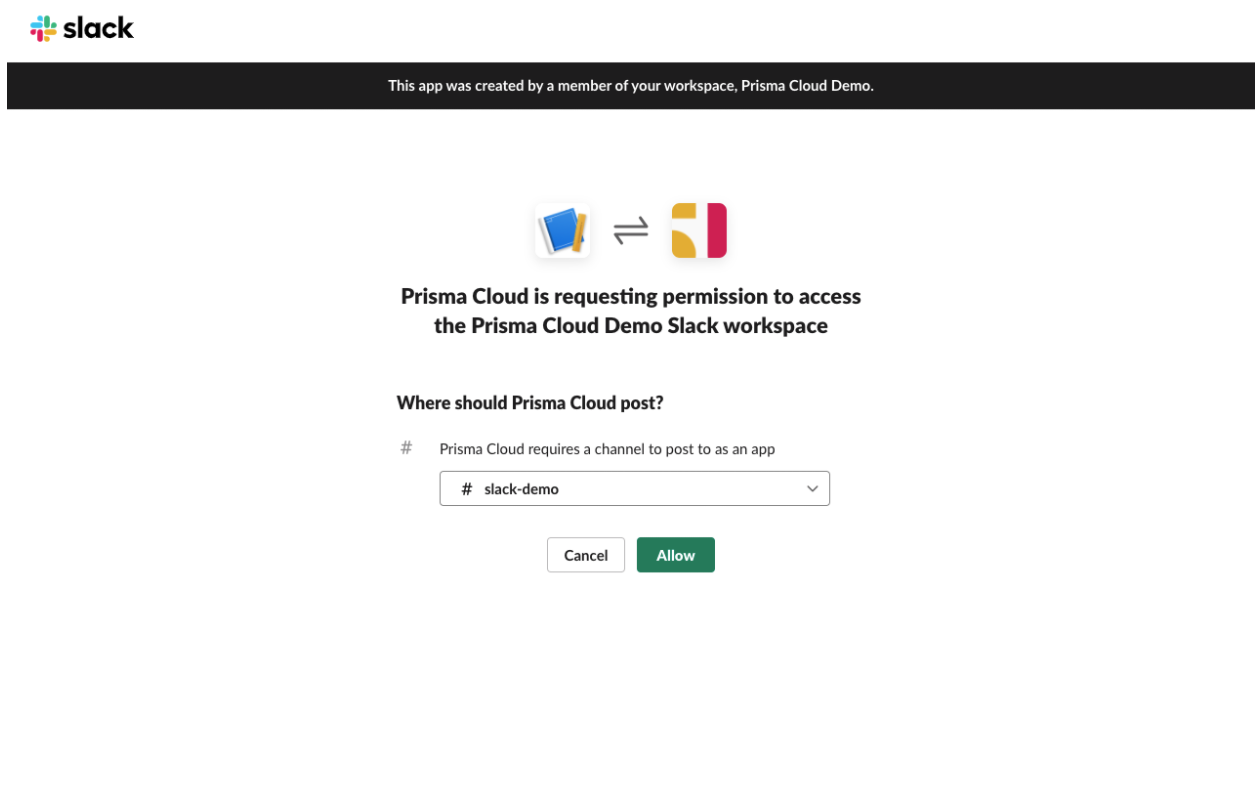 slack
This app was created by a member of your workspace, Prisma Cloud Demo.
Prisma Cloud is requesting permission to access
the Prisma Cloud Demo Slack workspace
Where should Prisma Cloud post?
# Prisma Cloud requires a channel to post to as an app
# slack-demo
Cancel Allow